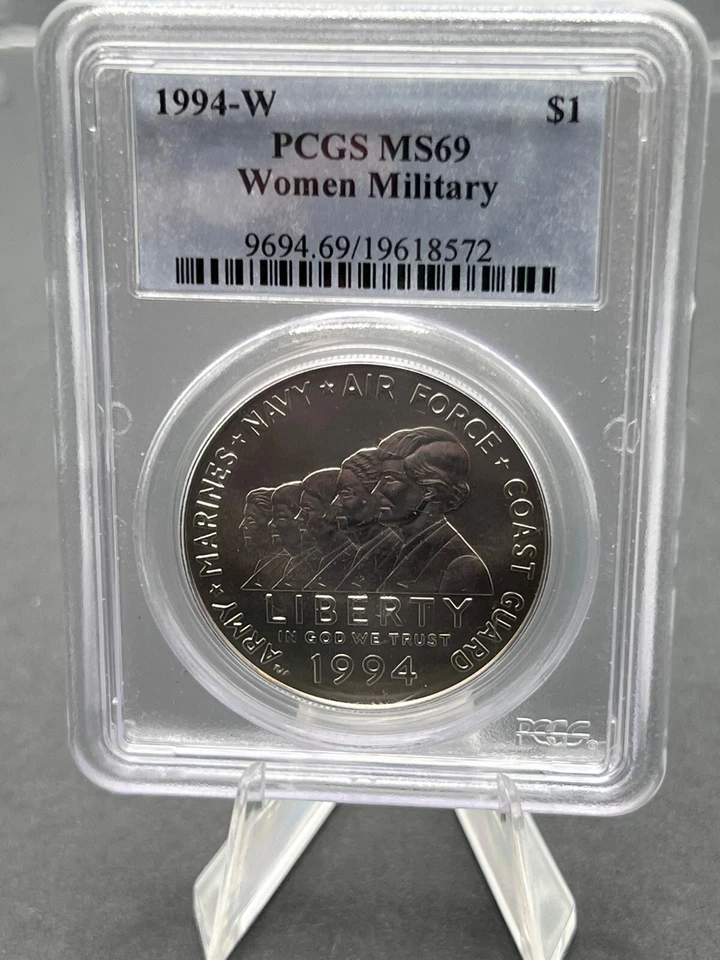 1994-W $1
PCGS MS69
Women Military
9694.69/19618572
ARMY ★ MARINES ★ NAVY ★ AIR FORCE ★ COAST GUARD
LIBERTY
IN GOD WE TRUST
1994
PCGS